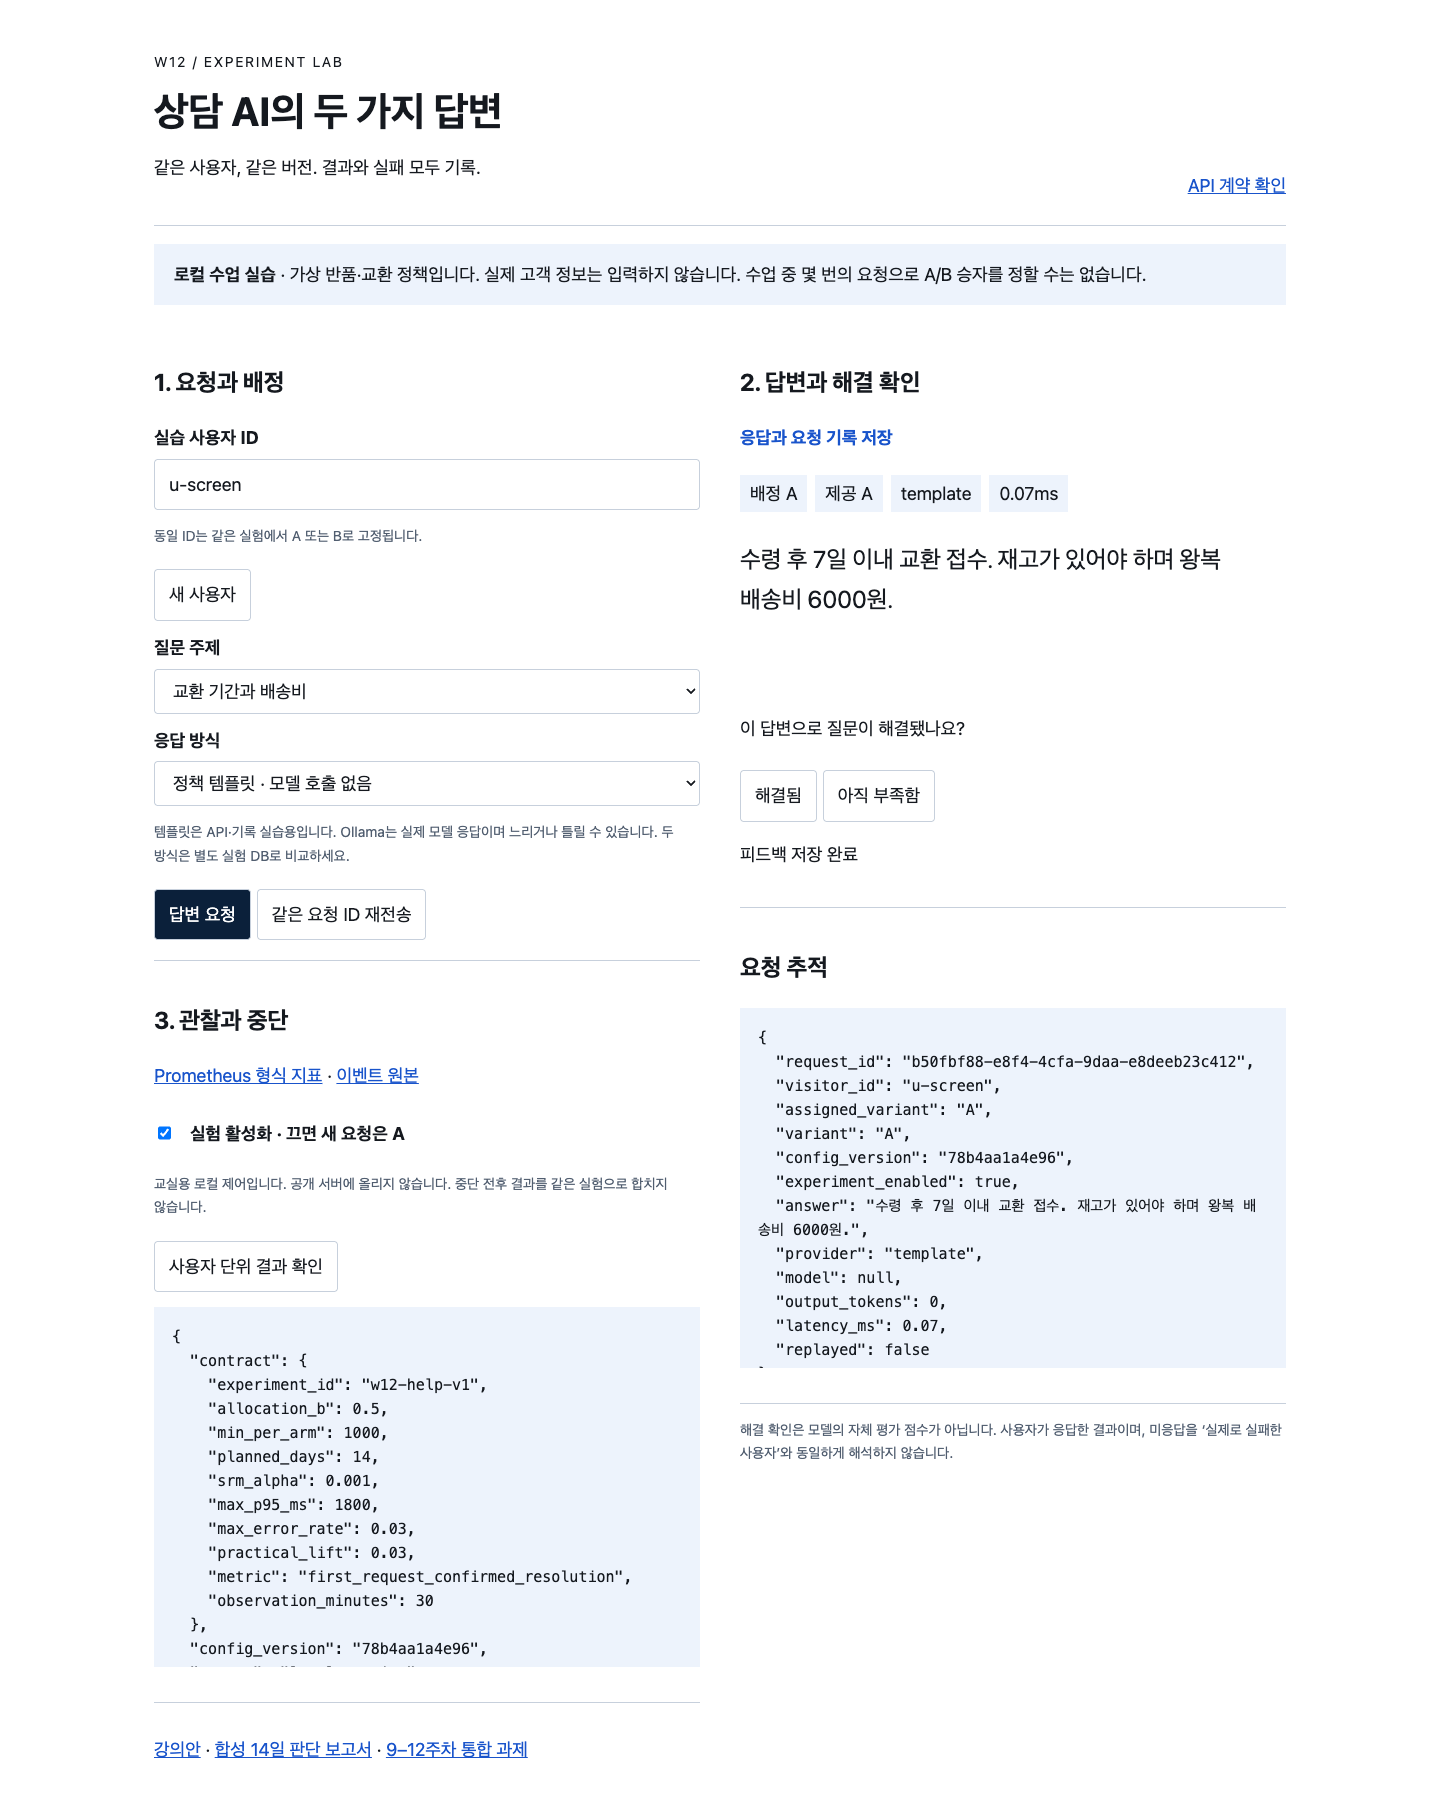 W12 / EXPERIMENT LAB
상담 AI의 두 가지 답변
같은 사용자, 같은 버전. 결과와 실패 모두 기록.
API 계약 확인
로컬 수업 실습 · 가상 반품·교환 정책입니다. 실제 고객 정보는 입력하지 않습니다. 수업 중 몇 번의 요청으로 A/B 승자를 정할 수는 없습니다.
1. 요청과 배정
실습 사용자 ID
u-screen
동일 ID는 같은 실험에서 A 또는 B로 고정됩니다.
새 사용자
질문 주제
교환 기간과 배송비
응답 방식
정책 템플릿 · 모델 호출 없음
템플릿은 API·기록 실습용입니다. Ollama는 실제 모델 응답이며 느리거나 틀릴 수 있습니다. 두
방식은 별도 실험 DB로 비교하세요.
답변 요청
같은 요청 ID 재전송
3. 관찰과 중단
Prometheus 형식 지표 · 이벤트 원본
실험 활성화 · 끄면 새 요청은 A
교실용 로컬 제어입니다. 공개 서버에 올리지 않습니다. 중단 전후 결과를 같은 실험으로 합치지
않습니다.
사용자 단위 결과 확인
{
"contract": {
"experiment_id": "w12-help-v1",
"allocation_b": 0.5,
"min_per_arm": 1000,
"planned_days": 14,
"srm_alpha": 0.001,
"max_p95_ms": 1800,
"max_error_rate": 0.03,
"practical_lift": 0.03,
"metric": "first_request_confirmed_resolution",
"observation_minutes": 30
},
"config_version": "78b4aa1a4e96",
강의안 · 합성 14일 판단 보고서 · 9–12주차 통합 과제
2. 답변과 해결 확인
응답과 요청 기록 저장
배정 A
제공 A
template
0.07ms
수령 후 7일 이내 교환 접수. 재고가 있어야 하며 왕복
배송비 6000원.
이 답변으로 질문이 해결됐나요?
해결됨
아직 부족함
피드백 저장 완료
요청 추적
{
"request_id": "b50fbf88-e8f4-4cfa-9daa-e8deeb23c412",
"visitor_id": "u-screen",
"assigned_variant": "A",
"variant": "A",
"config_version": "78b4aa1a4e96",
"experiment_enabled": true,
"answer": "수령 후 7일 이내 교환 접수. 재고가 있어야 하며 왕복 배
송비 6000원.",
"provider": "template",
"model": null,
"output_tokens": 0,
"latency_ms": 0.07,
"replayed": false
해결 확인은 모델의 자체 평가 점수가 아닙니다. 사용자가 응답한 결과이며, 미응답을 ‘실제로 실패한
사용자’와 동일하게 해석하지 않습니다.